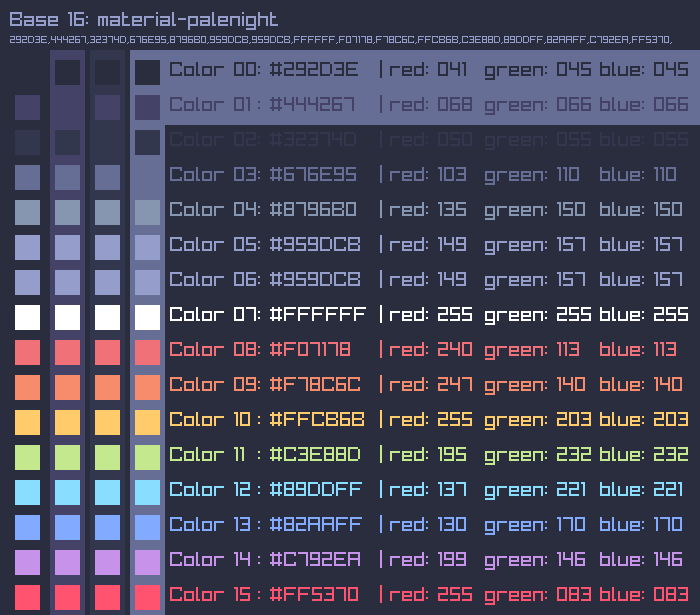 Base 16: material-palenight
292D3E,444267,32374D,676E95,8796B0,959DCB,959DCB,FFFFFF,F07178,F78C6C,FFCB6B,C3E88D,89DDFF,82AAFF,C792EA,FF5370,
Color 00: #292D3E | red: 041 green: 045 blue: 045
Color 01 : #444267 | red: 068 green: 066 blue: 066
Color 02: #32374D | red: 050 green: 055 blue: 055
Color 03: #676E95 | red: 103 green: 110 blue: 110
Color 04: #8796B0 | red: 135 green: 150 blue: 150
Color 05: #959DCB | red: 149 green: 157 blue: 157
Color 06: #959DCB | red: 149 green: 157 blue: 157
Color 07: #FFFFFF | red: 255 green: 255 blue: 255
Color 08: #F07178 | red: 240 green: 113 blue: 113
Color 09: #F78C6C | red: 247 green: 140 blue: 140
Color 10 : #FFCB6B | red: 255 green: 203 blue: 203
Color 11 : #C3E88D | red: 195 green: 232 blue: 232
Color 12 : #89DDFF | red: 137 green: 221 blue: 221
Color 13 : #82AAFF | red: 130 green: 170 blue: 170
Color 14 : #C792EA | red: 199 green: 146 blue: 146
Color 15 : #FF5370 | red: 255 green: 083 blue: 083